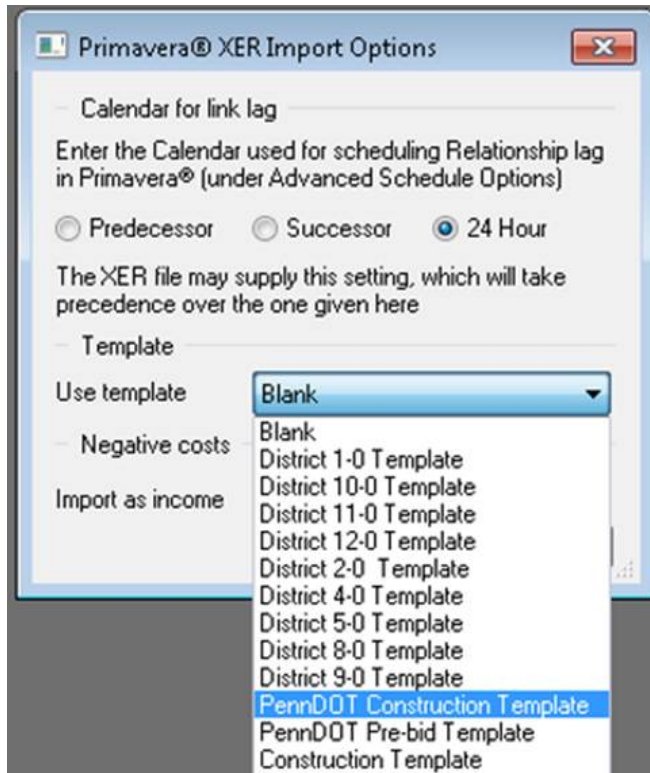 Primavera® XER Import Options
Calendar for link lag
Enter the Calendar used for scheduling Relationship lag
in Primavera® (under Advanced Schedule Options)
Predecessor Successor 24 Hour
The XER file may supply this setting, which will take
precedence over the one given here
Template
Use template Blank
Blank
Negative costs
District 1-0 Template
District 10-0 Template
Import as income
District 11-0 Template
District 12-0 Template
District 2-0  Template
District 4-0 Template
District 5-0 Template
District 8-0 Template
District 9-0 Template
PennDOT Construction Template
PennDOT Pre-bid Template
Construction Template